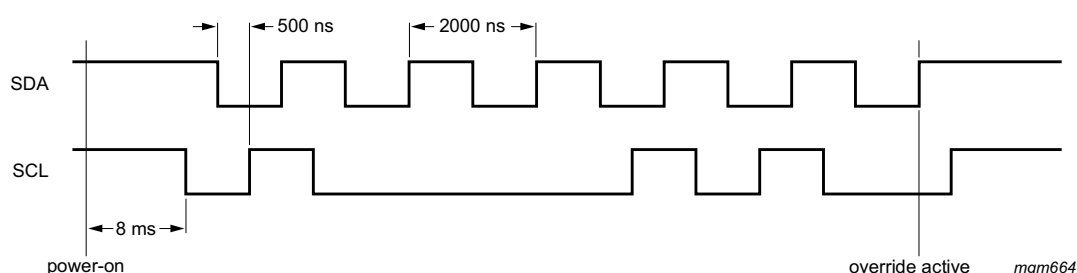 500 ns
2000 ns
SDA
SCL
8 ms
power-on
override active
mgm664